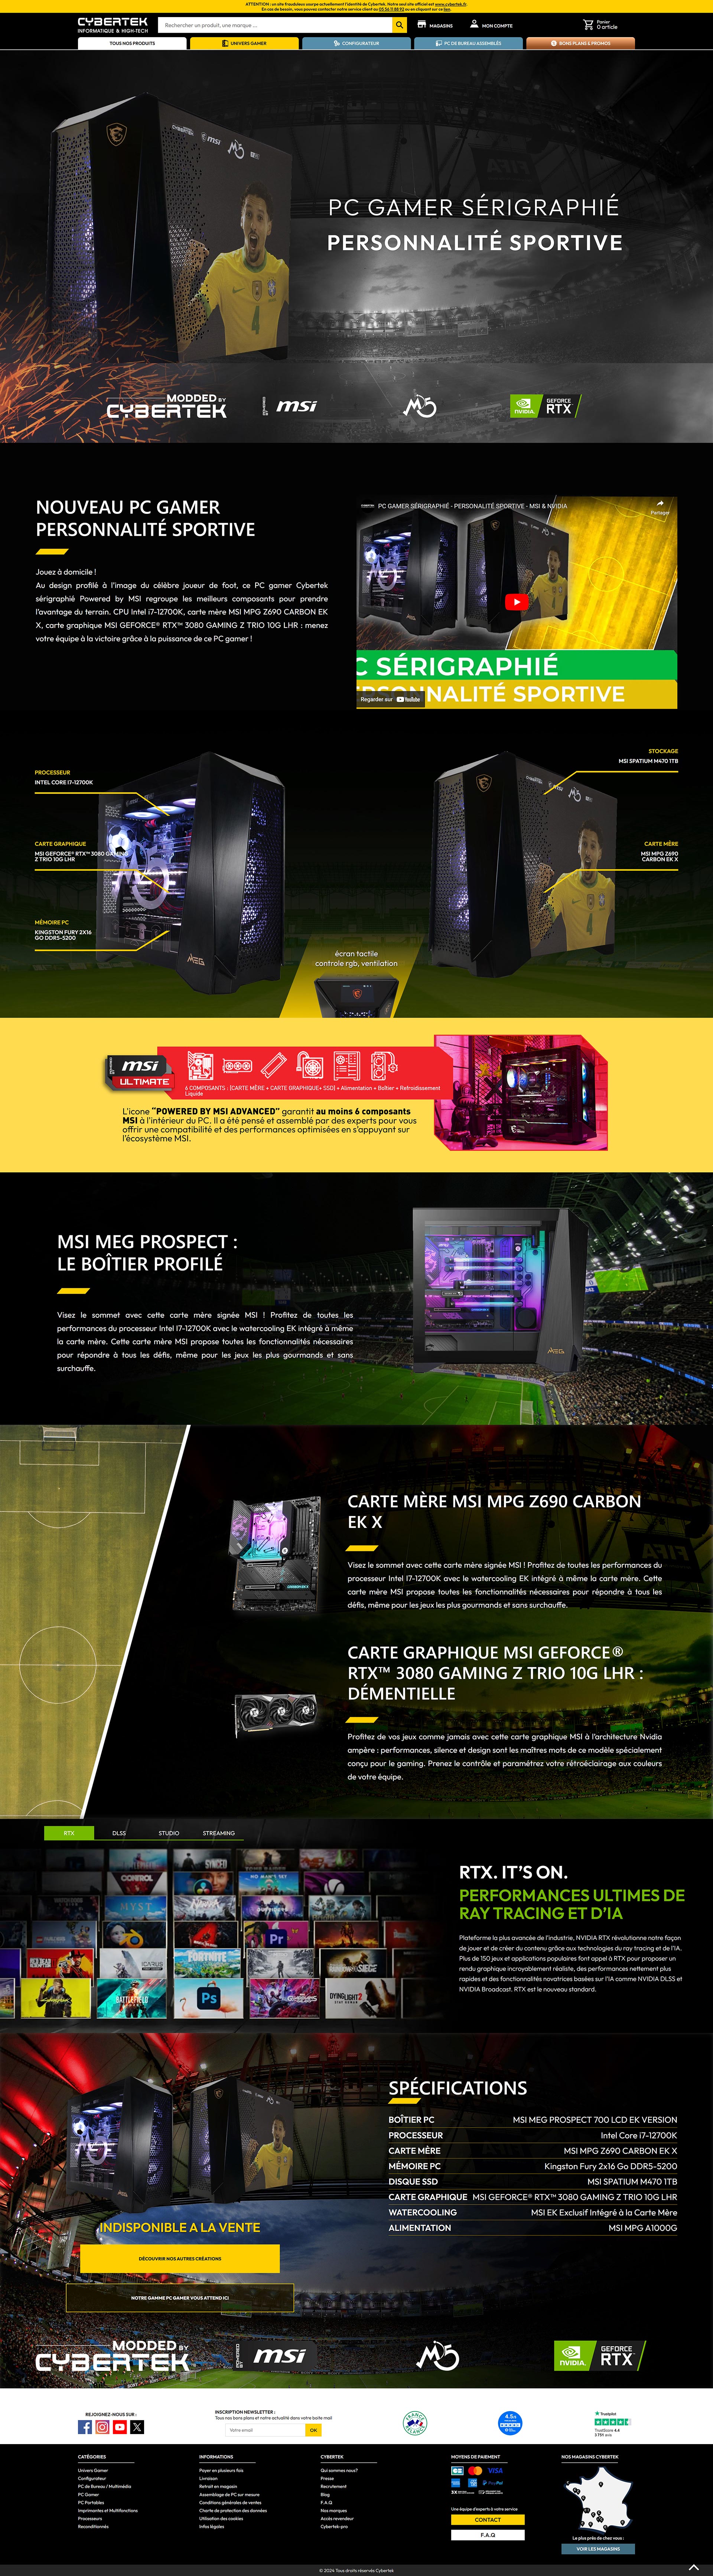 ATTENTION : un site frauduleux usurpe actuellement l'identité de Cybertek. Notre seul site officiel est www.cybertek.fr.
En cas de besoin, vous pouvez contacter notre service client au 05 56 11 88 92 ou en cliquant sur ce lien.
CYBERTEK
INFORMATIQUE & HIGH-TECH
Rechercher un produit, une marque ...
MAGASINS
MON COMPTE
Panier
0 article
TOUS NOS PRODUITS
UNIVERS GAMER
CONFIGURATEUR
PC DE BUREAU ASSEMBLÉS
BONS PLANS & PROMOS
PC GAMER SÉRIGRAPHIÉ
PERSONNALITÉ SPORTIVE
MODDED BY
CYBERTEK
POWERED BY
msi
M5
NVIDIA.
GEFORCE
RTX
NOUVEAU PC GAMER
PERSONNALITÉ SPORTIVE
Jouez à domicile !
Au design profilé à l'image du célèbre joueur de foot, ce PC gamer Cybertek
sérigraphié Powered by MSI regroupe les meilleurs composants pour prendre
l'avantage du terrain. CPU Intel i7-12700K, carte mère MSI MPG Z690 CARBON EK
X, carte graphique MSI GEFORCE® RTX™ 3080 GAMING Z TRIO 10G LHR : menez
votre équipe à la victoire grâce à la puissance de ce PC gamer !
PC GAMER SÉRIGRAPHIÉ - PERSONALITÉ SPORTIVE - MSI & NVIDIA
Partager
C SÉRIGRAPHIÉ
PERSONNALITÉ SPORTIVE
Regarder sur YouTube
PROCESSEUR
INTEL CORE I7-12700K
CARTE GRAPHIQUE
MSI GEFORCE® RTX™ 3080 GAMING
Z TRIO 10G LHR
MÉMOIRE PC
KINGSTON FURY 2X16
GO DDR5-5200
STOCKAGE
MSI SPATIUM M470 1TB
CARTE MÈRE
MSI MPG Z690
CARBON EK X
MEG
écran tactile
controle rgb, ventilation
msi
ULTIMATE
6 COMPOSANTS : (CARTE MÈRE + CARTE GRAPHIQUE+ SSD) + Alimentation + Boîtier + Retroidissement
Liquide
L'icone "POWERED BY MSI ADVANCED" garantit au moins 6 composants
MSI à l'intérieur du PC. Il a été pensé et assemblé par des experts pour vous
offrir une compatibilité et des performances optimisées en s'appuyant sur
l'écosystème MSI.
MSI MEG PROSPECT :
LE BOÎTIER PROFILÉ
Visez le sommet avec cette carte mère signée MSI ! Profitez de toutes les
performances du processeur Intel I7-12700K avec le watercooling EK intégré à même
la carte mère. Cette carte mère MSI propose toutes les fonctionnalités nécessaires
pour répondre à tous les défis, même pour les jeux les plus gourmands et sans
surchauffe.
MEG
CARTE MÈRE MSI MPG Z690 CARBON
EK X
Visez le sommet avec cette carte mère signée MSI ! Profitez de toutes les performances du
processeur Intel I7-12700K avec le watercooling EK intégré à même la carte mère. Cette
carte mère MSI propose toutes les fonctionnalités nécessaires pour répondre à tous les
défis, même pour les jeux les plus gourmands et sans surchauffe.
CARTE GRAPHIQUE MSI GEFORCE®
RTX™ 3080 GAMING Z TRIO 10G LHR :
DÉMENTIELLE
Profitez de vos jeux comme jamais avec cette carte graphique MSI à l'architecture Nvidia
ampère : performances, silence et design sont les maîtres mots de ce modèle spécialement
conçu pour le gaming. Prenez le contrôle et paramétrez votre rétroéclairage aux couleurs
de votre équipe.
RTX
DLSS
STUDIO
STREAMING
SYNCED
CONTROL
MYST
Pr
FORTNITE
ICARUS
BATTLEFIELD
Ps
DYING LIGHT 2
RTX. IT'S ON.
PERFORMANCES ULTIMES DE
RAY TRACING ET D'IA
Plateforme la plus avancée de l'industrie, NVIDIA RTX révolutionne notre façon
de jouer et de créer du contenu grâce aux technologies du ray tracing et de l'IA.
Plus de 150 jeux et applications populaires font appel à RTX pour proposer un
rendu graphique incroyablement réaliste, des performances nettement plus
rapides et des fonctionnalités novatrices basées sur l'IA comme NVIDIA DLSS et
NVIDIA Broadcast. RTX est le nouveau standard.
SPÉCIFICATIONS
BOÎTIER PC MSI MEG PROSPECT 700 LCD EK VERSION
PROCESSEUR Intel Core i7-12700K
CARTE MÈRE MSI MPG Z690 CARBON EK X
MÉMOIRE PC Kingston Fury 2x16 Go DDR5-5200
DISQUE SSD MSI SPATIUM M470 1TB
CARTE GRAPHIQUE MSI GEFORCE® RTX™ 3080 GAMING Z TRIO 10G LHR
WATERCOOLING MSI EK Exclusif Intégré à la Carte Mère
ALIMENTATION MSI MPG A1000G
INDISPONIBLE A LA VENTE
DÉCOUVRIR NOS AUTRES CRÉATIONS
NOTRE GAMME PC GAMER VOUS ATTEND ICI
MODDED BY
CYBERTEK
POWERED BY
msi
M5
NVIDIA.
GEFORCE
RTX
REJOIGNEZ-NOUS SUR :
INSCRIPTION NEWSLETTER :
Tous nos bons plans et notre actualité dans votre boite mail
Votre email
OK
4.5
Trustpilot
TrustScore 4.6
CATÉGORIES
Univers Gamer
Configurateur
PC de Bureau / Multimédia
PC Gamer
PC Portables
Imprimantes et Multifonctions
Processeurs
Reconditionnés
INFORMATIONS
Payer en plusieurs fois
Livraison
Retrait en magasin
Assemblage de PC sur mesure
Conditions générales de ventes
Charte de protection des données
Utilisation des cookies
Infos légales
CYBERTEK
Qui sommes nous?
Presse
Recrutement
Blog
F.A.Q
Nos marques
Accès revendeur
Cybertek-pro
MOYENS DE PAIEMENT
VISA
PayPal
Une équipe d'experts à votre service
CONTACT
F.A.Q
NOS MAGASINS CYBERTEK
Le plus près de chez vous :
VOIR LES MAGASINS
© 2026 Tous droits réservés Cybertek